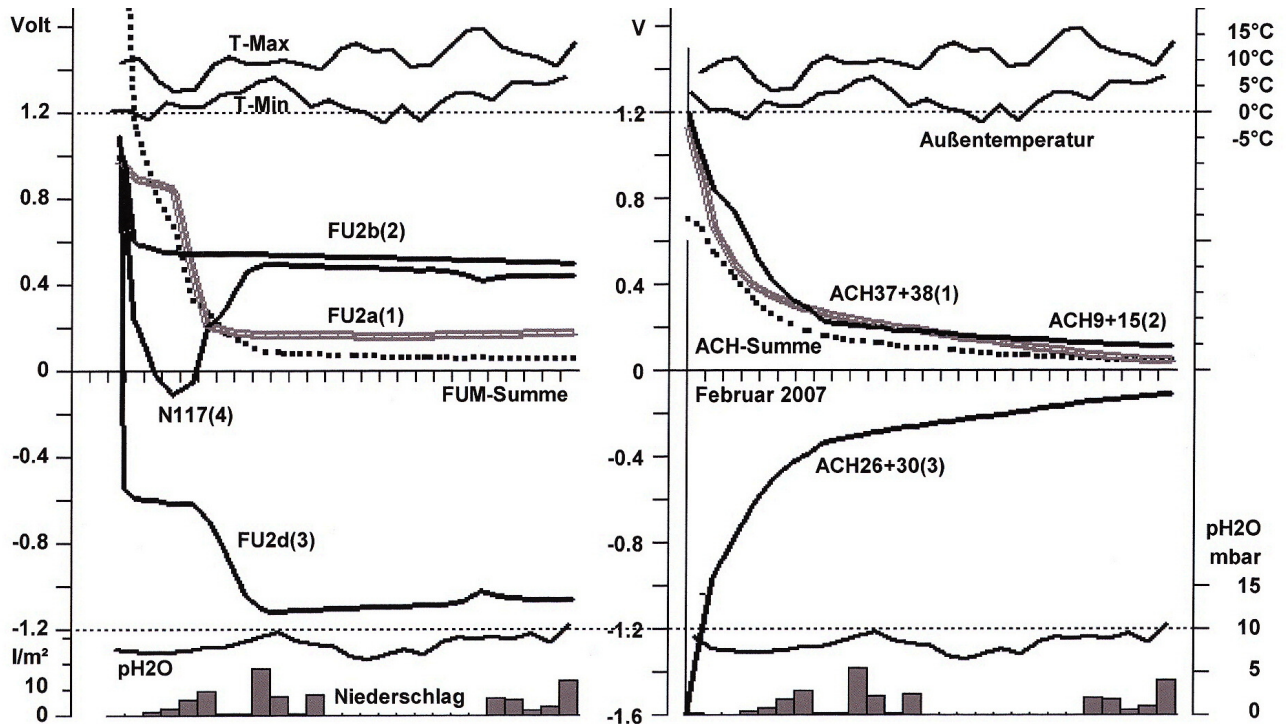 Volt
1.2
0.8
0.4
0
-0.4
-0.8
-1.2
l/m²
10
0
T-Max
T-Min
FU2b(2)
FU2a(1)
FUM-Summe
N117(4)
FU2d(3)
pH2O
Niederschlag
V
1.2
0.8
0.4
0
-0.4
-0.8
-1.2
-1.6
Außentemperatur
ACH37+38(1)
ACH9+15(2)
ACH-Summe
Februar 2007
ACH26+30(3)
15°C
10°C
5°C
0°C
-5°C
pH2O
mbar
15
10
5
0